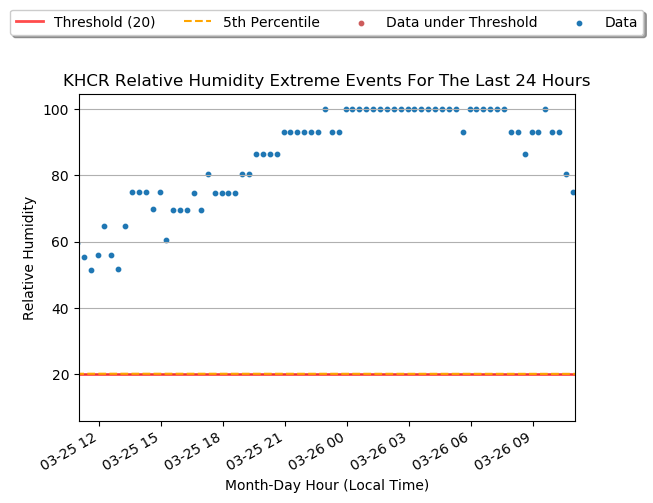 Threshold (20) 5th Percentile Data under Threshold Data
KHCR Relative Humidity Extreme Events For The Last 24 Hours
Relative Humidity
100
80
60
40
20
03-25 12 03-25 15 03-25 18 03-25 21 03-26 00 03-26 03 03-26 06 03-26 09
Month-Day Hour (Local Time)